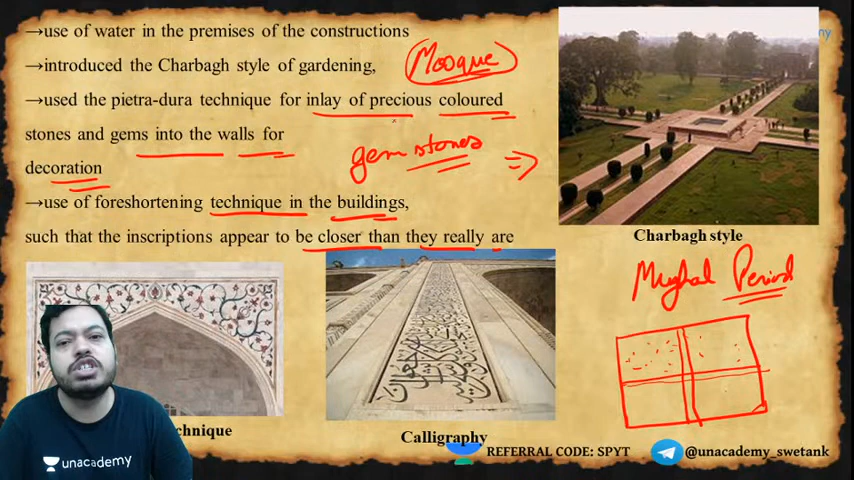 →use of water in the premises of the constructions
→introduced the Charbagh style of gardening,
Mosque
→used the pietra-dura technique for inlay of precious coloured
stones and gems into the walls for
decoration
gem stones ⇒
→use of foreshortening technique in the buildings,
such that the inscriptions appear to be closer than they really are
my
Charbagh style
Mughal Period
chnique
Calligraphy
unacademy
REFERRAL CODE: SPYT
@unacademy_swetank